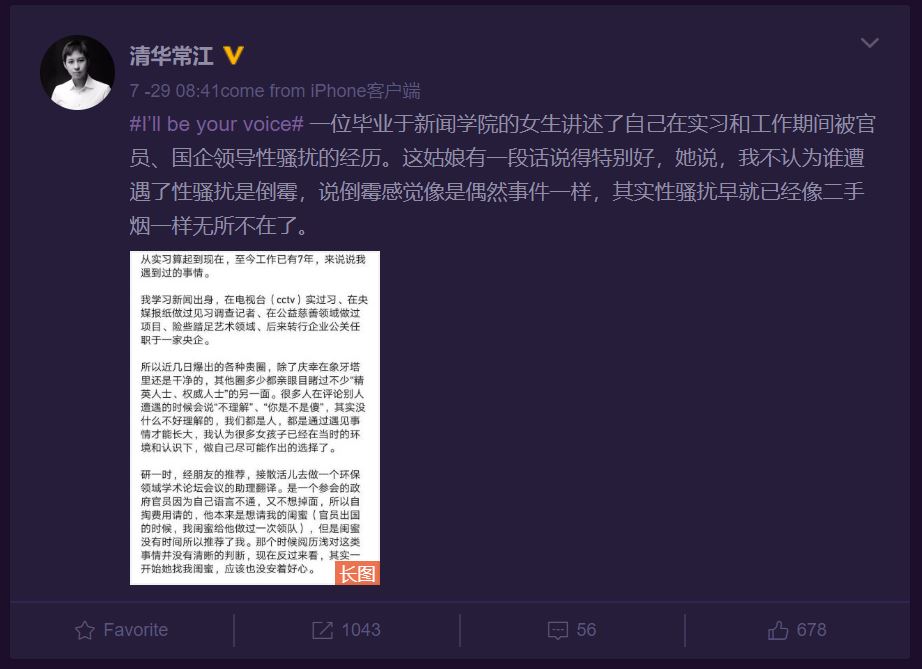 清华常江
7 -29 08:41come from iPhone客户端
#I'll be your voice# 一位毕业于新闻学院的女生讲述了自己在实习和工作期间被官
员、国企领导性骚扰的经历。这姑娘有一段话说得特别好，她说，我不认为谁遭
遇了性骚扰是倒霉，说倒霉感觉像是偶然事件一样，其实性骚扰早就已经像二手
烟一样无所不在了。
从实习算起到现在，至今工作已有7年，来说说我
遇到过的事情。
我学习新闻出身，在电视台（cctv）实过习、在央
媒报纸做过见习调查记者、在公益慈善领域做过
项目、险些踏足艺术领域、后来转行企业公关任
职于一家央企。
所以近几日爆出的各种贵圈，除了庆幸在象牙塔
里还是干净的，其他圈多少都亲眼目睹过不少“精
英人士、权威人士”的另一面。很多人在评论别人
遭遇的时候会说“不理解”、“你是不是傻”，其实没
什么不好理解的，我们都是人，都是通过遇见事
情才能长大，我认为很多女孩子已经在当时的环
境和认识下，做自己尽可能作出的选择了。
研一时，经朋友的推荐，接散活儿去做一个环保
领域学术论坛会议的助理翻译。是一个参会的政
府官员因为自己语言不通，又不想掉面，所以自
掏费用请的，他本来是想请我的闺蜜（官员出国
的时候，我闺蜜给他做过一次领队），但是闺蜜
没有时间所以推荐了我。那个时候阅历浅对这类
事情并没有清晰的判断，现在反过来看，其实一
开始她找我闺蜜，应该也没安着好心。
长图
Favorite
1043
56
678